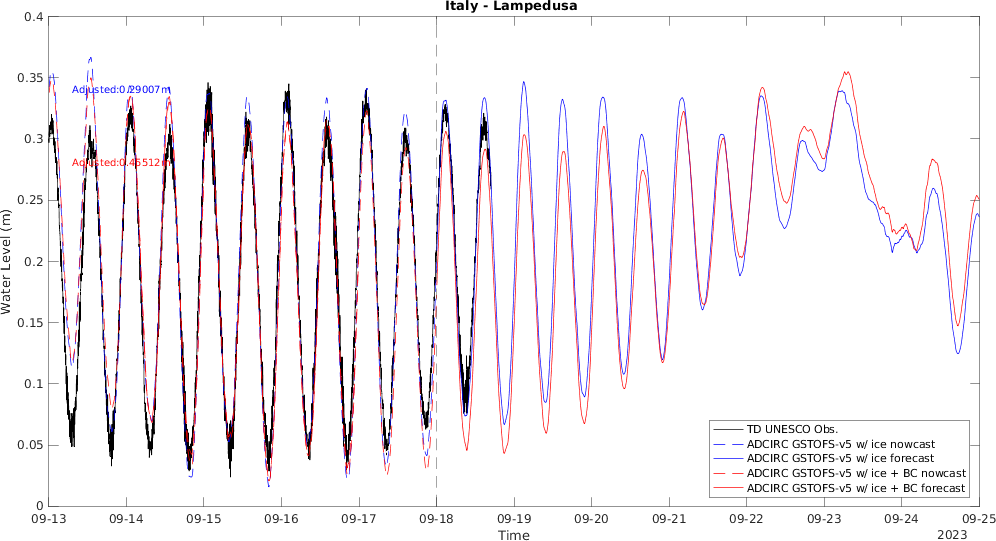 Italy - Lampedusa
Water Level (m)
0.4
0.35
0.3
0.25
0.2
0.15
0.1
0.05
0
Adjusted:0.29007m
Adjusted:0.45512
TD UNESCO Obs.
ADCIRC GSTOFS-v5 w/ ice nowcast
ADCIRC GSTOFS-v5 w/ ice forecast
ADCIRC GSTOFS-v5 w/ ice + BC nowcast
ADCIRC GSTOFS-v5 w/ ice + BC forecast
09-13 09-14 09-15 09-16 09-17 09-18 09-19 09-20 09-21 09-22 09-23 09-24 09-25
Time
2023